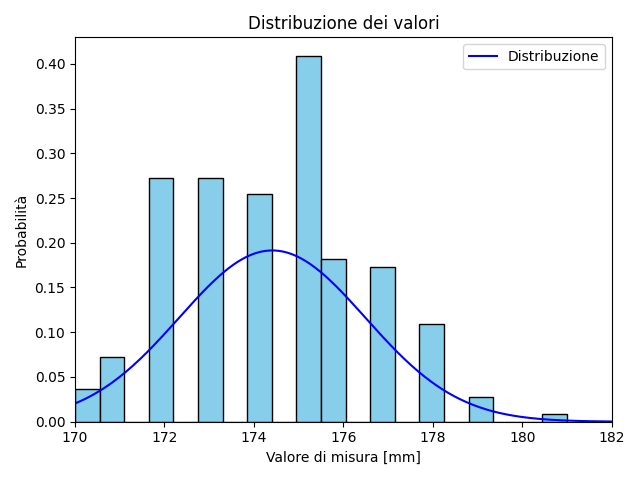 Distribuzione dei valori
Distribuzione
Probabilità
0.40
0.35
0.30
0.25
0.20
0.15
0.10
0.05
0.00
170 172 174 176 178 180 182
Valore di misura [mm]